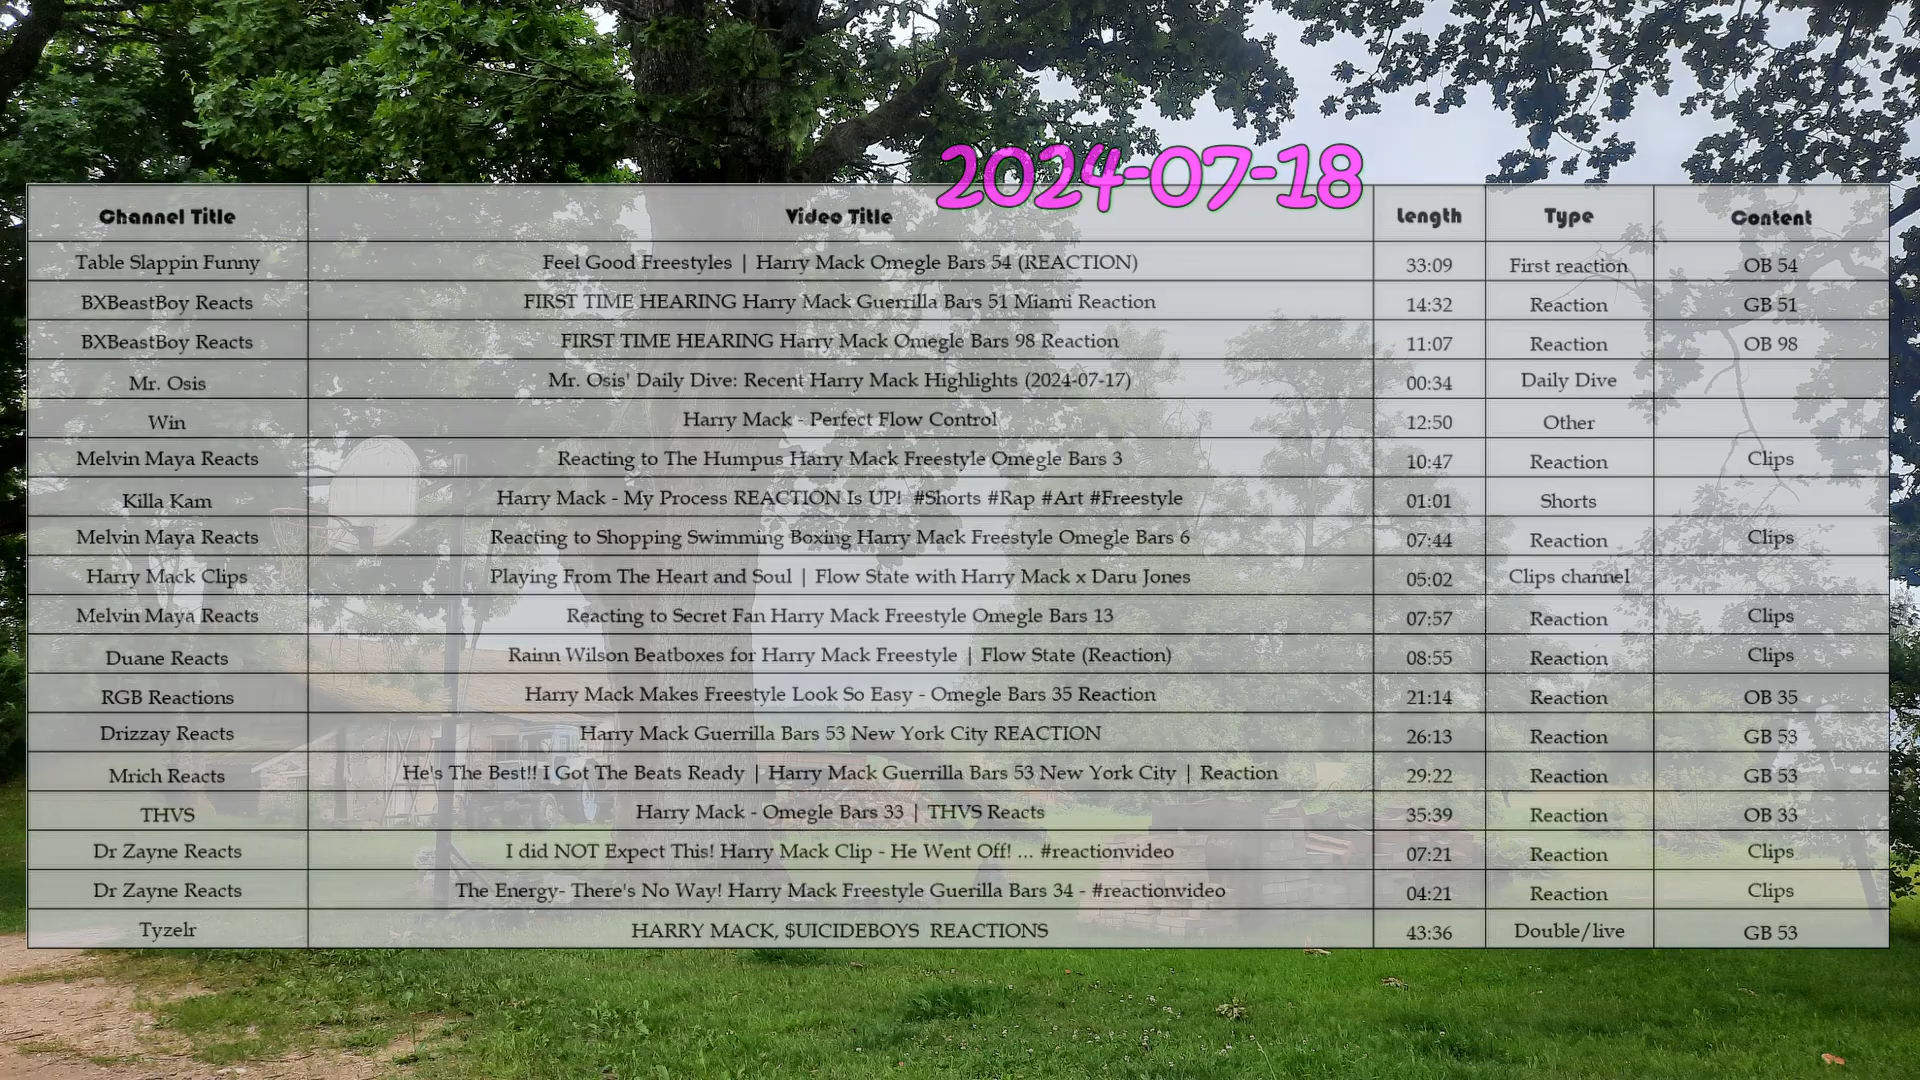 2024-07-18
Channel Title Video Title Length Type Content
Table Slappin Funny Feel Good Freestyles | Harry Mack Omegle Bars 54 (REACTION) 33:09 First reaction OB 54
BXBeastBoy Reacts FIRST TIME HEARING Harry Mack Guerrilla Bars 51 Miami Reaction 14:32 Reaction GB 51
BXBeastBoy Reacts FIRST TIME HEARING Harry Mack Omegle Bars 98 Reaction 11:07 Reaction OB 98
Mr. Osis Mr. Osis' Daily Dive: Recent Harry Mack Highlights (2024-07-17) 00:34 Daily Dive
Win Harry Mack - Perfect Flow Control 12:50 Other
Melvin Maya Reacts Reacting to The Humpus Harry Mack Freestyle Omegle Bars 3 10:47 Reaction Clips
Killa Kam Harry Mack - My Process REACTION Is UP! #Shorts #Rap #Art #Freestyle 01:01 Shorts
Melvin Maya Reacts Reacting to Shopping Swimming Boxing Harry Mack Freestyle Omegle Bars 6 07:44 Reaction Clips
Harry Mack Clips Playing From The Heart and Soul | Flow State with Harry Mack x Daru Jones 05:02 Clips channel
Melvin Maya Reacts Reacting to Secret Fan Harry Mack Freestyle Omegle Bars 13 07:57 Reaction Clips
Duane Reacts Rainn Wilson Beatboxes for Harry Mack Freestyle | Flow State (Reaction) 08:55 Reaction Clips
RGB Reactions Harry Mack Makes Freestyle Look So Easy - Omegle Bars 35 Reaction 21:14 Reaction OB 35
Drizzay Reacts Harry Mack Guerrilla Bars 53 New York City REACTION 26:13 Reaction GB 53
Mrich Reacts He's The Best!! I Got The Beats Ready | Harry Mack Guerrilla Bars 53 New York City | Reaction 29:22 Reaction GB 53
THVS Harry Mack - Omegle Bars 33 | THVS Reacts 35:39 Reaction OB 33
Dr Zayne Reacts I did NOT Expect This! Harry Mack Clip - He Went Off! ... #reactionvideo 07:21 Reaction Clips
Dr Zayne Reacts The Energy- There's No Way! Harry Mack Freestyle Guerilla Bars 34 - #reactionvideo 04:21 Reaction Clips
Tyzelr HARRY MACK, $UICIDEBOYS REACTIONS 43:36 Double/live GB 53